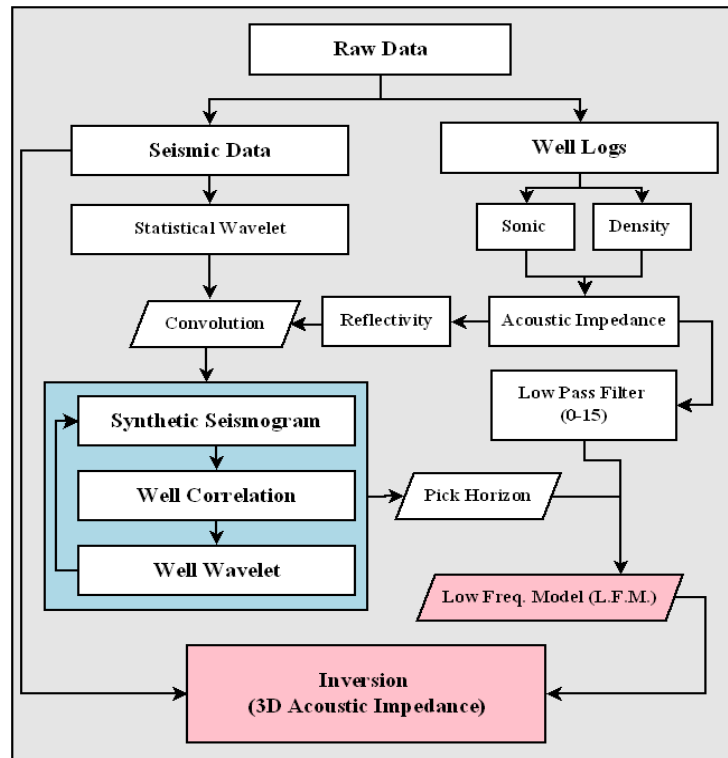 Raw Data
Seismic Data
Well Logs
Statistical Wavelet
Sonic
Density
Convolution
Reflectivity
Acoustic Impedance
Low Pass Filter
(0-15)
Synthetic Seismogram
Well Correlation
Pick Horizon
Well Wavelet
Low Freq. Model (L.F.M.)
Inversion
(3D Acoustic Impedance)